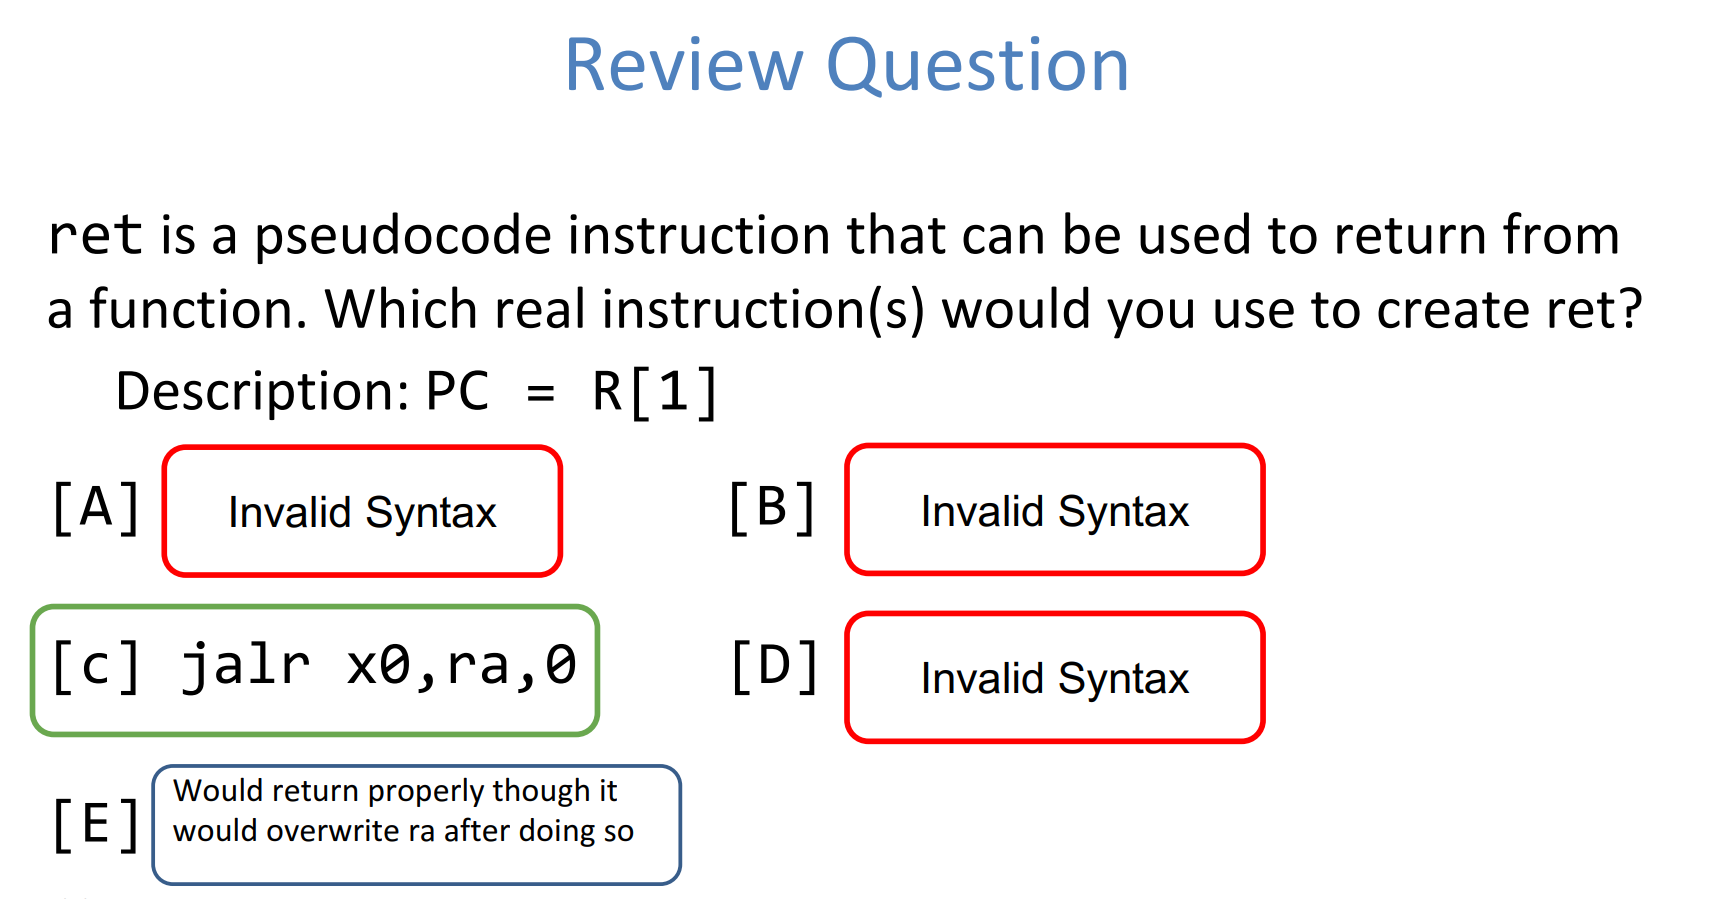 Review Question
ret is a pseudocode instruction that can be used to return from
a function. Which real instruction(s) would you use to create ret?
Description: PC = R[1]
[A] Invalid Syntax
[B] Invalid Syntax
[c] jalr x0,ra,0
[D] Invalid Syntax
[E] Would return properly though it
would overwrite ra after doing so